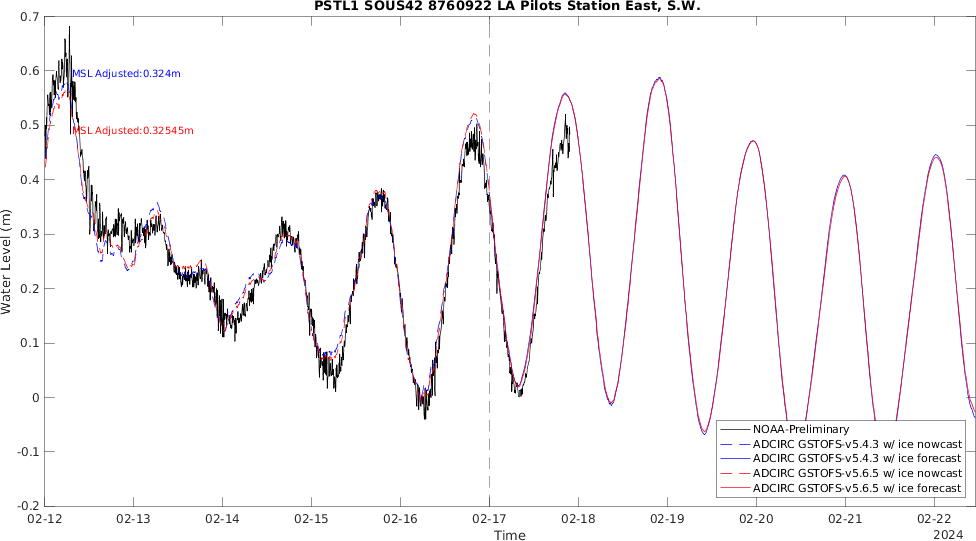 PSTL1 SOUS42 8760922 LA Pilots Station East, S.W.
0.7
0.6
0.5
0.4
0.3
0.2
0.1
0
-0.1
-0.2
Water Level (m)
MSL Adjusted:0.324m
MSL Adjusted:0.32545m
NOAA-Preliminary
ADCIRC GSTOFS-v5.4.3 w/ ice nowcast
ADCIRC GSTOFS-v5.4.3 w/ ice forecast
ADCIRC GSTOFS-v5.6.5 w/ ice nowcast
ADCIRC GSTOFS-v5.6.5 w/ ice forecast
02-12 02-13 02-14 02-15 02-16 02-17 02-18 02-19 02-20 02-21 02-22
Time
2024